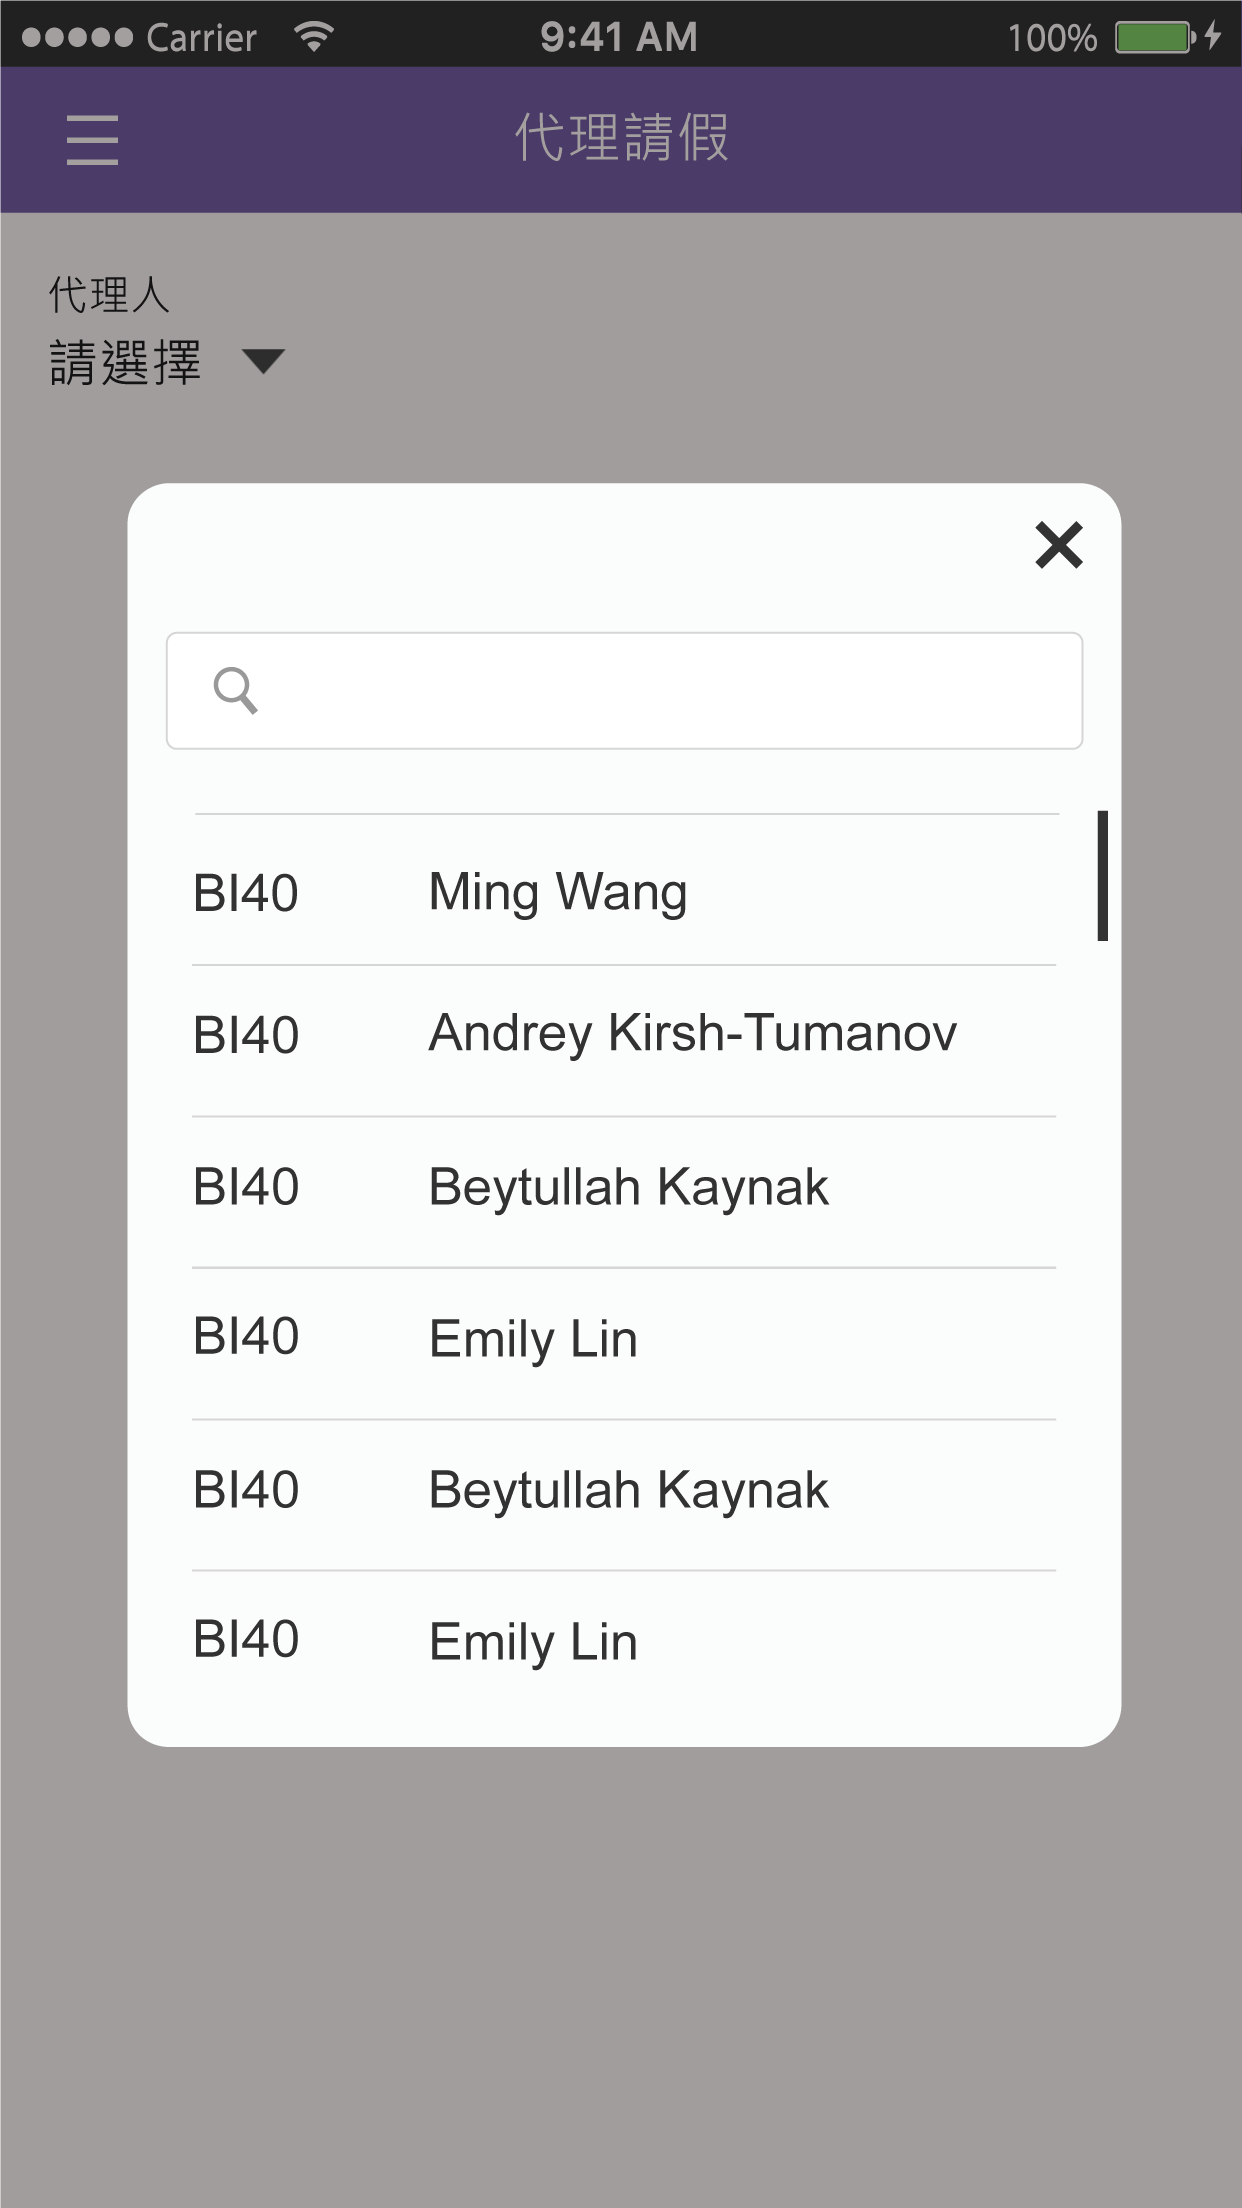 Carrier 9:41 AM 100%
代理請假
代理人
請選擇
BI40 Ming Wang
BI40 Andrey Kirsh-Tumanov
BI40 Beytullah Kaynak
BI40 Emily Lin
BI40 Beytullah Kaynak
BI40 Emily Lin